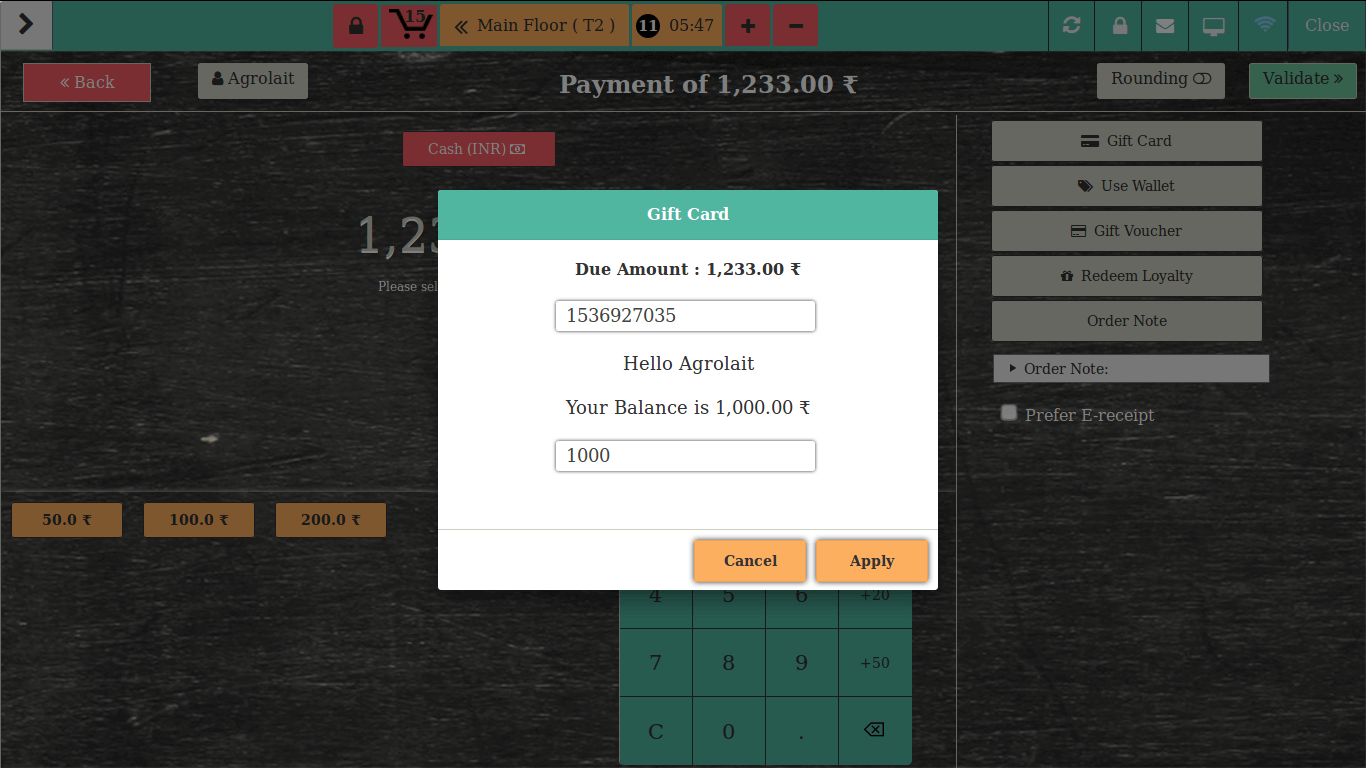 15
Main Floor ( T2 )
11 05:47
Close
Back
Agrolait
Payment of 1,233.00 ₹
Rounding
Validate
Cash (INR)
Gift Card
Use Wallet
Gift Voucher
Redeem Loyalty
Order Note
Order Note:
Prefer E-receipt
1,23
Please sel
Gift Card
Due Amount : 1,233.00 ₹
1536927035
Hello Agrolait
Your Balance is 1,000.00 ₹
1000
Cancel
Apply
50.0 ₹
100.0 ₹
200.0 ₹
4 5 6 +20
7 8 9 +50
C 0 .